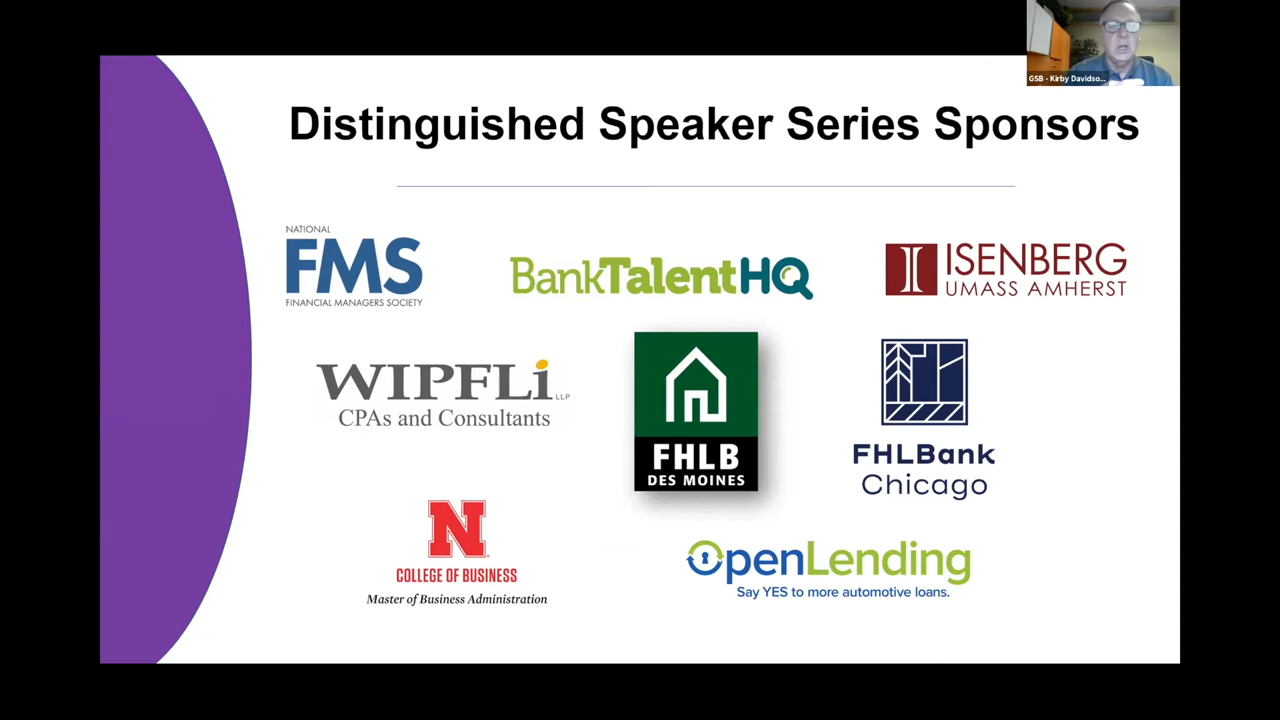 GSB - Kirby Davidso...
Distinguished Speaker Series Sponsors
NATIONAL
FMS
FINANCIAL MANAGERS SOCIETY
BankTalentHQ
ISENBERG
UMASS AMHERST
WIPFLi LLP
CPAs and Consultants
FHLB
DES MOINES
FHLBank
Chicago
N
COLLEGE OF BUSINESS
Master of Business Administration
OpenLending
Say YES to more automotive loans.